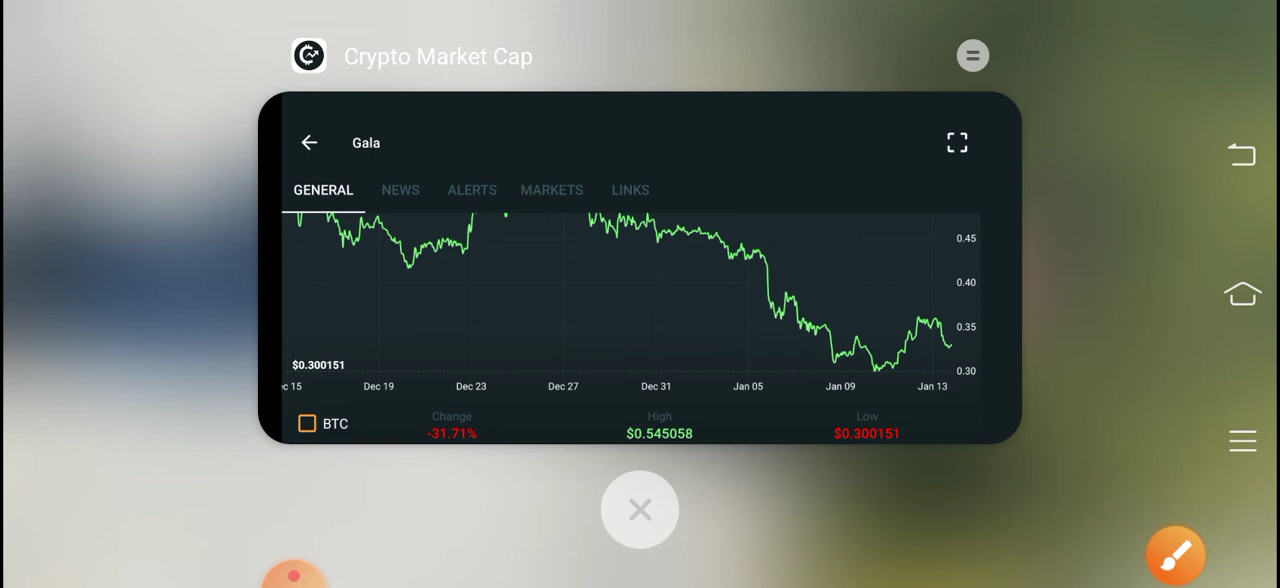 Crypto Market Cap
Gala
GENERAL NEWS ALERTS MARKETS LINKS
0.45
0.40
0.35
$0.300151
0.30
c 15 Dec 19 Dec 23 Dec 27 Dec 31 Jan 05 Jan 09 Jan 13
BTC
Change High Low
-31.71% $0.545058 $0.300151